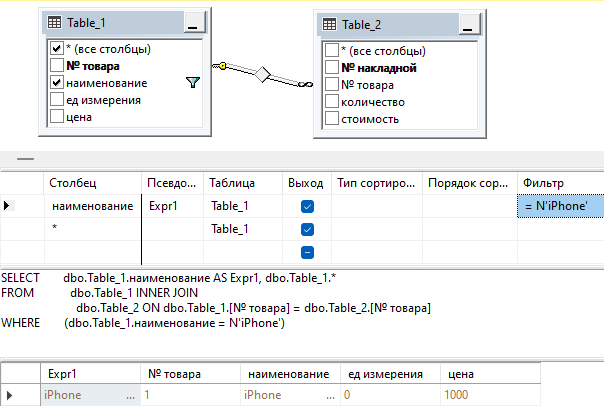 Table_1
* (все столбцы)
№ товара
наименование
ед измерения
цена
Table_2
* (все столбцы)
№ накладной
№ товара
количество
стоимость
Столбец Псевдо... Таблица Выход Тип сортиро... Порядок сор... Фильтр
наименование Expr1 Table_1 = N'iPhone'
* Table_1
SELECT dbo.Table_1.наименование AS Expr1, dbo.Table_1.*
FROM dbo.Table_1 INNER JOIN
dbo.Table_2 ON dbo.Table_1.[№ товара] = dbo.Table_2.[№ товара]
WHERE (dbo.Table_1.наименование = N'iPhone')
Expr1 № товара наименование ед измерения цена
iPhone ... 1 iPhone ... 0 1000